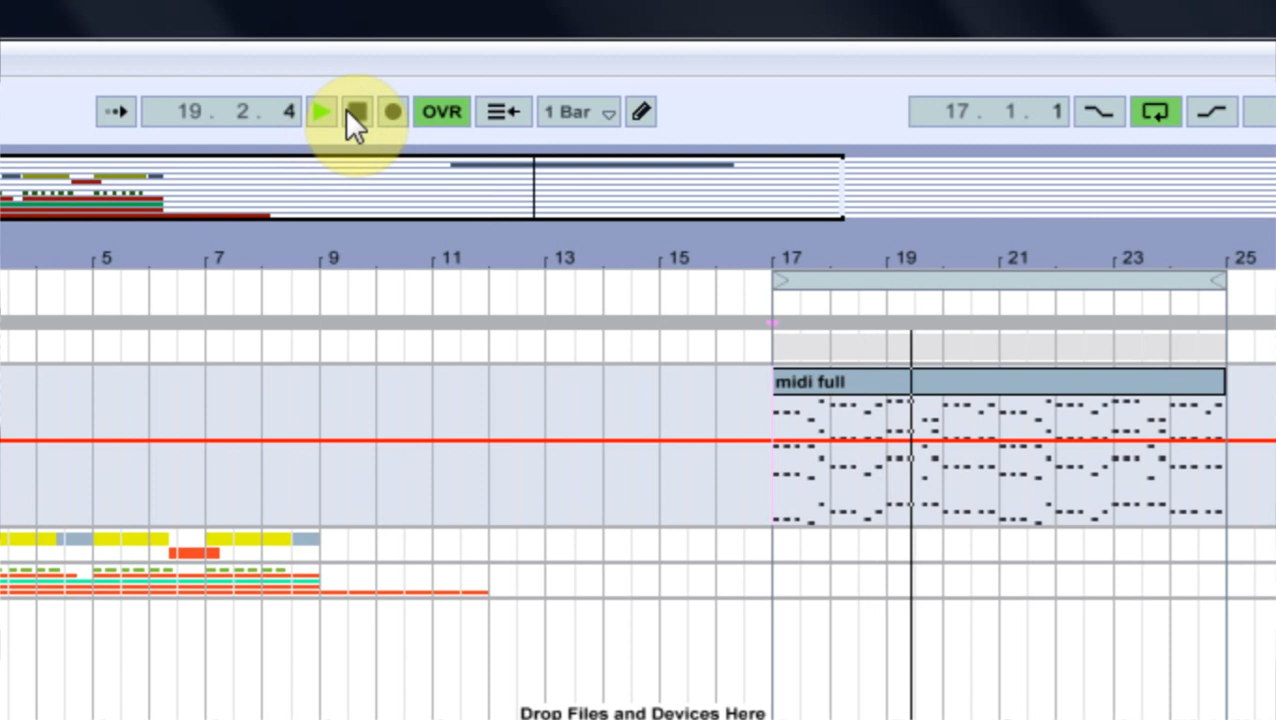 19. 2. 4 OVR 1 Bar 17. 1. 1
5 7 9 11 13 15 17 19 21 23 25
midi full
Drop Files and Devices Here